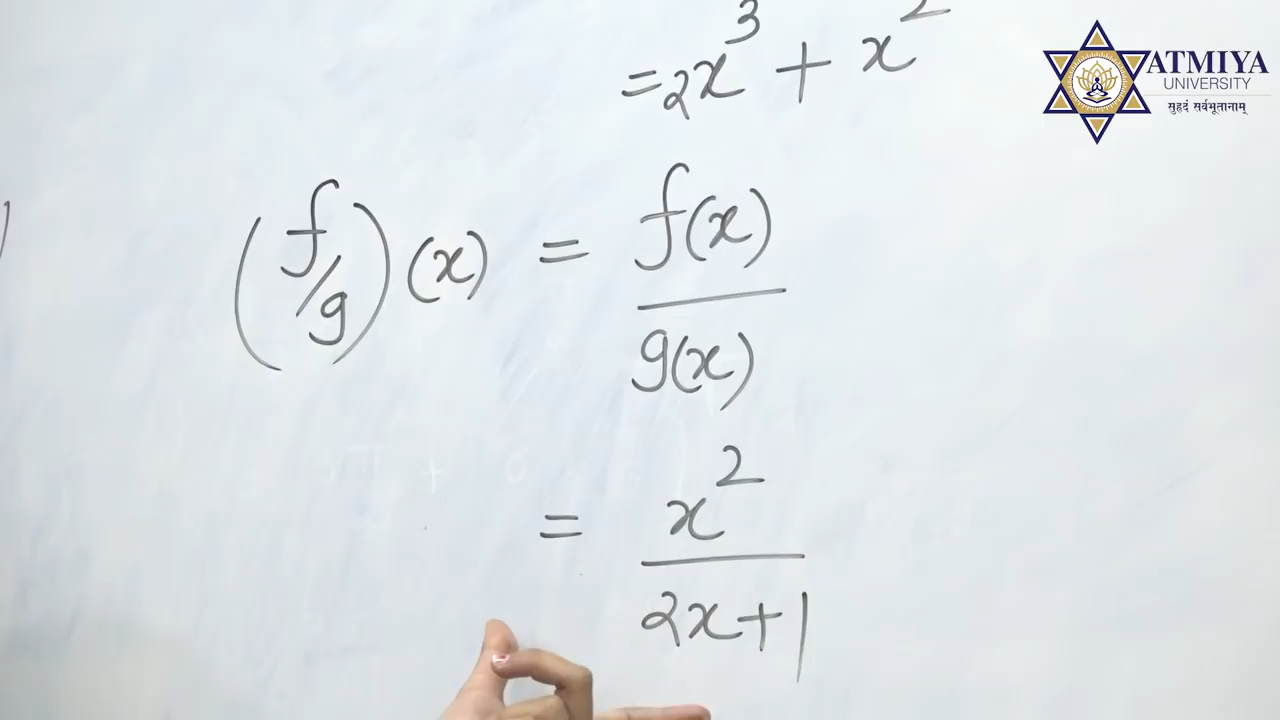 = 2x³ + x²
ATMIYA
UNIVERSITY
सुहृदं सर्वभूतानाम्
(f/g)(x) = f(x)/g(x)
= x²/2x+1